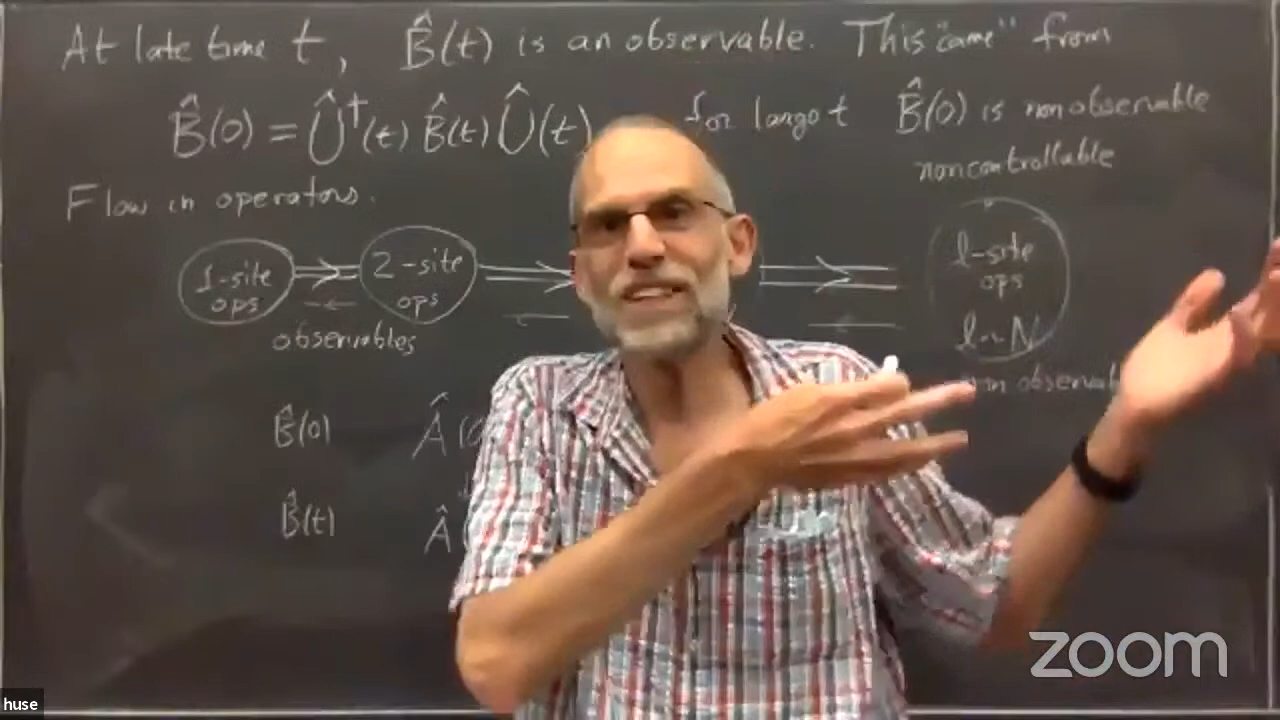 At late time t, B̂(t) is an observable. This "came" from
B̂(0) = Û†(t) B̂(t) Û(t) for large t B̂(0) is nonobservable
noncontrollable
Flow in operators.
1-site ops
2-site ops
l-site ops l~N
observables
B̂(0) Â(
B̂(t) Â(
zoom
huse